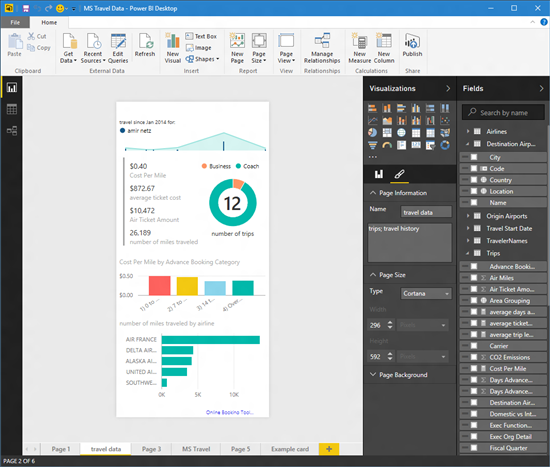 MS Travel Data - Power BI Desktop
File
Home
Paste
Cut
Copy
Clipboard
Get Data
Recent Sources
Edit Queries
Refresh
External Data
New Visual
Text Box
Image
Shapes
Insert
New Page
Page Size
Report
Page View
View
Manage Relationships
Relationships
New Measure
New Column
Calculations
Publish
Share
travel since Jan 2014 for:
amir netz
$0.40
Cost Per Mile
$872.67
average ticket cost
$10,472
Air Ticket Amount
26.189
number of miles traveled
Business
Coach
12
number of trips
Cost Per Mile by Advance Booking Category
$0.50
$0.00
1) 0 to ...
2) 7 to ...
3) 14 t...
4) Over...
number of miles traveled by airline
AIR FRANCE
DELTA AIR...
ALASKA AI...
UNITED AI...
SOUTHWE...
0K
5K
10K
Online Booking Tool...
Visualizations
Page Information
Name
travel data
trips; travel history
Page Size
Type
Cortana
Width
296
Pixels
Height
592
Pixels
Page Background
Fields
Search by name
Airlines
Destination Airp...
City
Code
Country
Location
Name
Origin Airports
Travel Start Date
TravelerNames
Trips
Advance Booki...
Air Miles
Air Ticket Amo...
Area Grouping
average days a...
average ticket...
average trip le...
Carrier
CO2 Emissions
Cost Per Mile
Days Advance...
Days Advance...
Destination Air...
Domestic vs Int...
Exec Function...
Exec Org Detail
Fiscal Quarter
Page 1
travel data
Page 3
MS Travel
Page 5
Example card
PAGE 2 OF 6